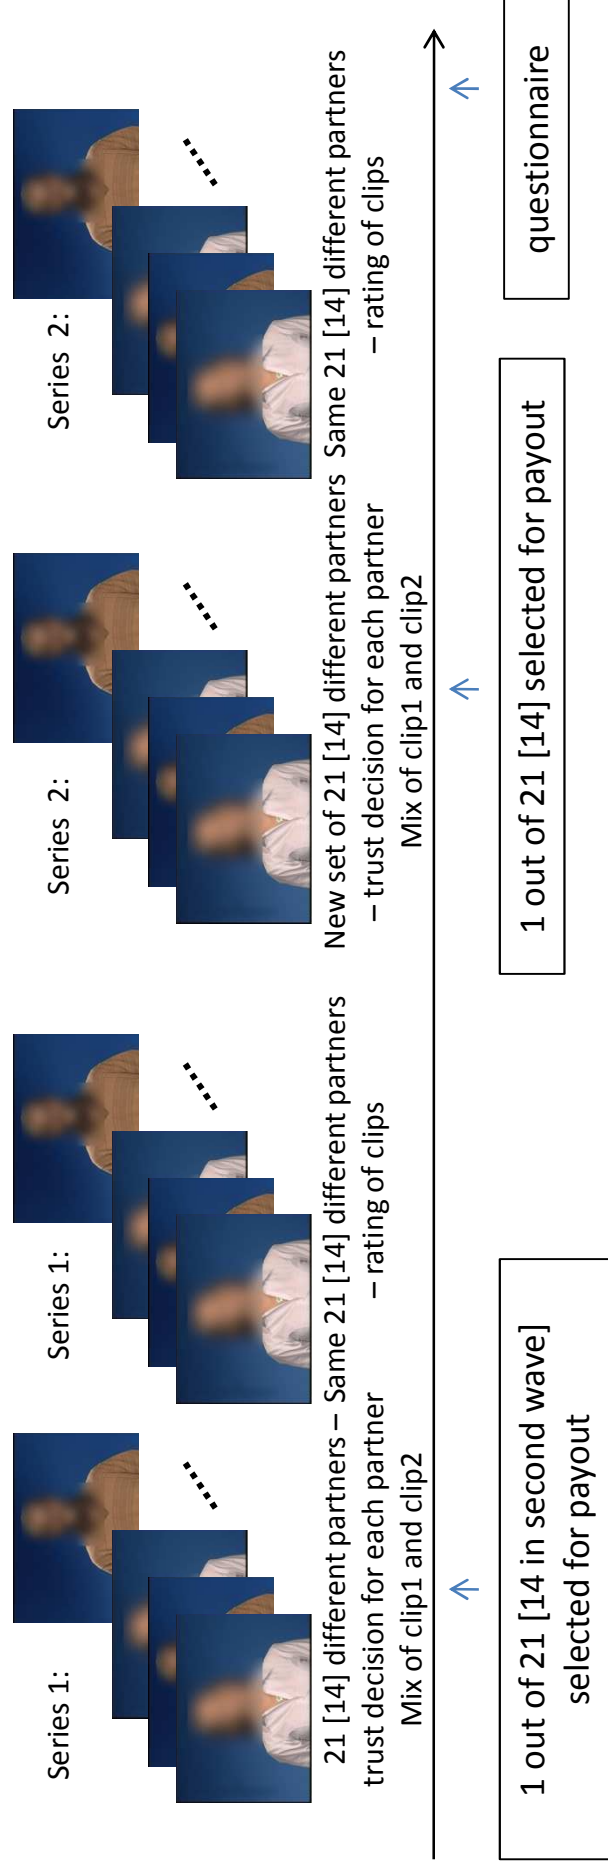 Series 1:
21 [14] different partners –
trust decision for each partner
Mix of clip1 and clip2
Series 1:
Same 21 [14] different partners
– rating of clips
Series 2:
New set of 21 [14] different partners
– trust decision for each partner
Mix of clip1 and clip2
Series 2:
Same 21 [14] different partners
– rating of clips
1 out of 21 [14 in second wave]
selected for payout
1 out of 21 [14] selected for payout
questionnaire